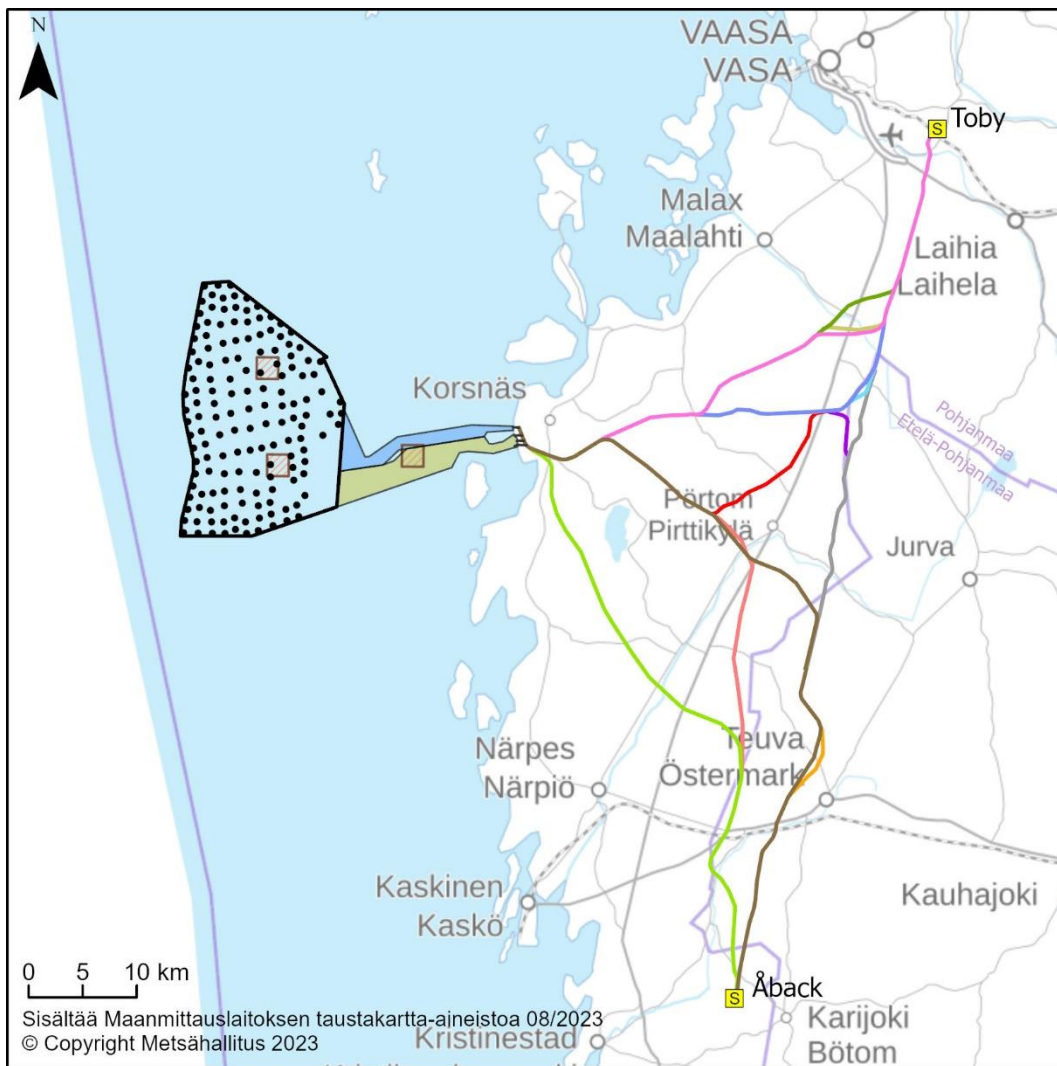 N
VAASA
VASA
S Toby
Malax
Maalahti
Laihia
Laihela
Korsnäs
Pohjanmaa
Etelä-Pohjanmaa
Pörtom
Pirttikylä
Jurva
Teuva
Östermark
Närpes
Närpiö
Kaskinen
Kaskö
Kauhajoki
0 5 10 km
S Åback
Sisältää Maanmittauslaitoksen taustakartta-aineistoa 08/2023
© Copyright Metsähallitus 2023
Kristinestad
Karijoki
Bötom